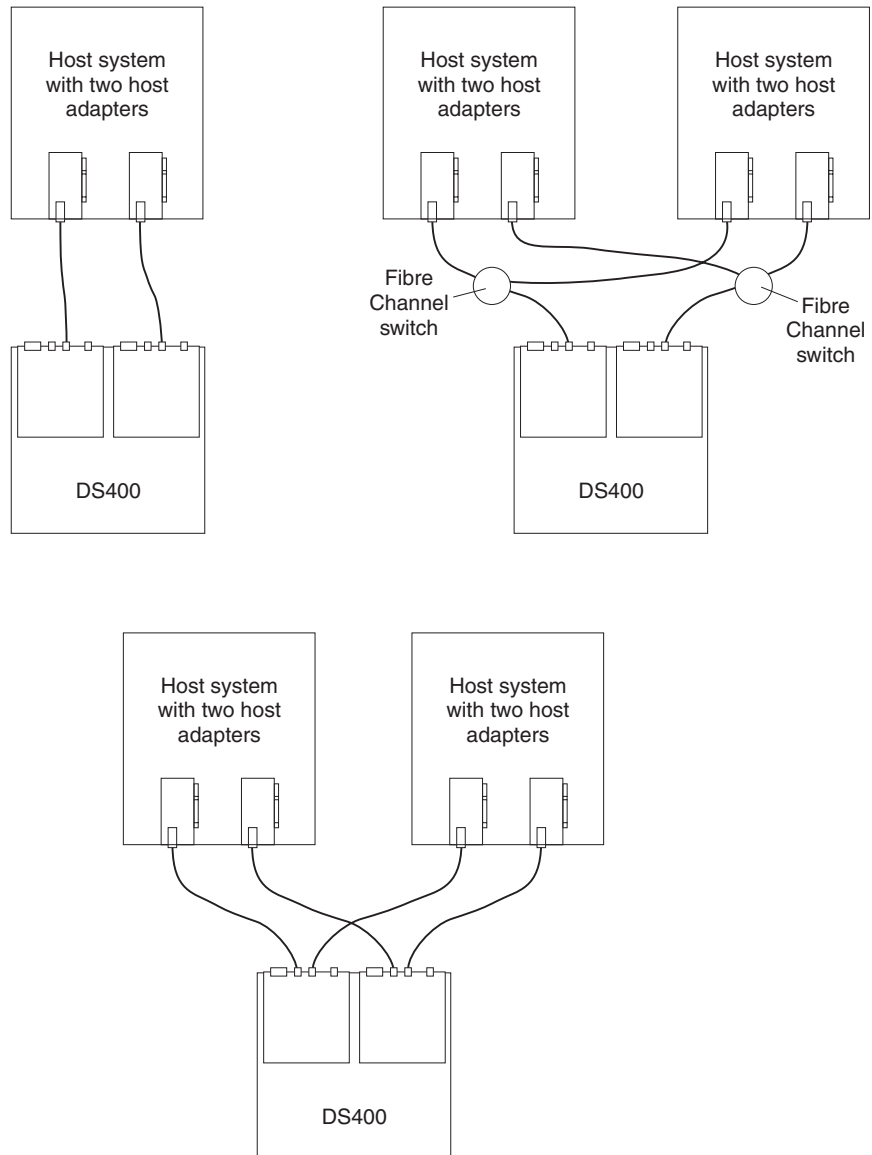 Host system
with two host
adapters
DS400
Host system
with two host
adapters
Host system
with two host
adapters
Fibre
Channel
switch
Fibre
Channel
switch
DS400
Host system
with two host
adapters
Host system
with two host
adapters
DS400